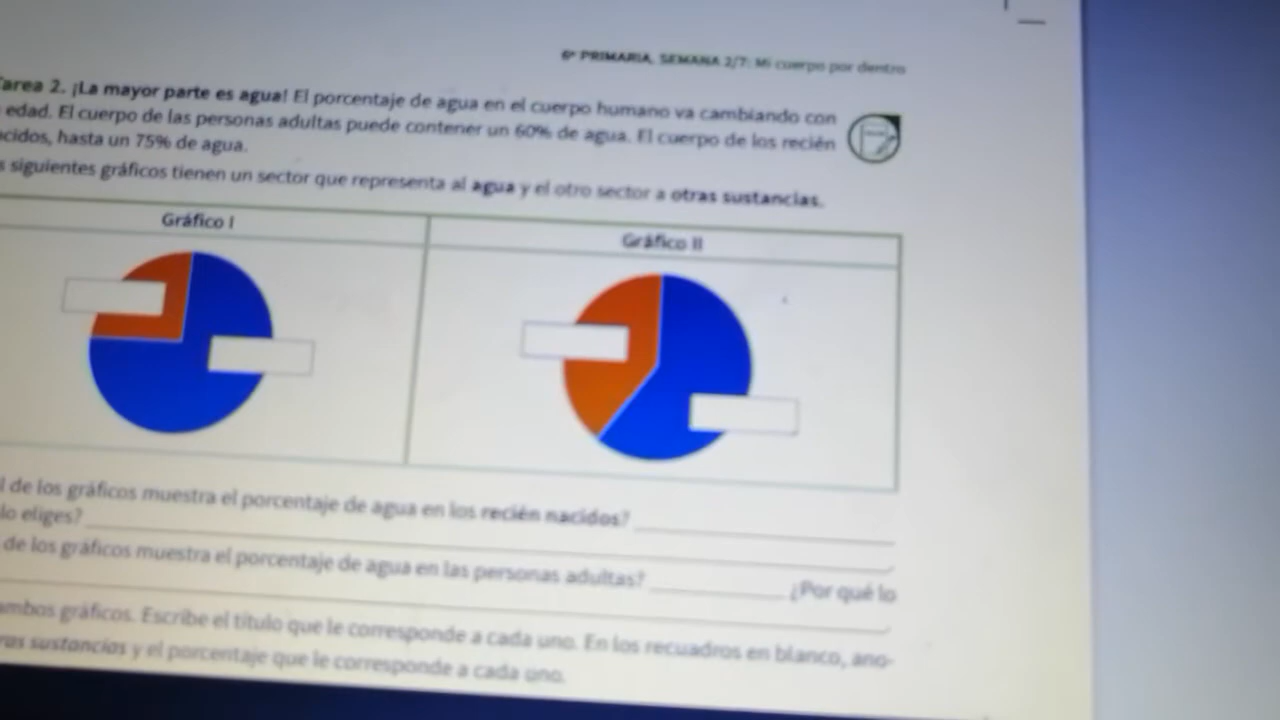 6º PRIMARIA, SEMANA 2/7: Mi cuerpo por dentro
area 2. ¡La mayor parte es agua! El porcentaje de agua en el cuerpo humano va cambiando con
edad. El cuerpo de las personas adultas puede contener un 60% de agua. El cuerpo de los recién
acidos, hasta un 75% de agua.
s siguientes gráficos tienen un sector que representa al agua y el otro sector a otras sustancias.
Gráfico I
Gráfico II
l de los gráficos muestra el porcentaje de agua en los recién nacidos?
lo eliges?
de los gráficos muestra el porcentaje de agua en las personas adultas? ¿Por qué lo
ambos gráficos. Escribe el título que le corresponde a cada uno. En los recuadros en blanco, ano-
ras sustancias y el porcentaje que le corresponde a cada uno.